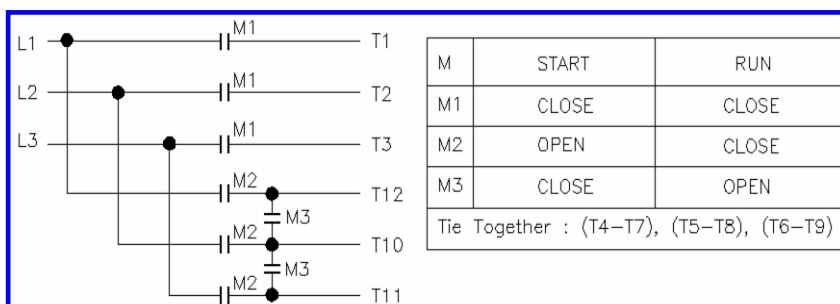 L1 M1 T1
L2 M1 T2
L3 M1 T3
M2 T12
M3
M2 T10
M3
M2 T11
M START RUN
M1 CLOSE CLOSE
M2 OPEN CLOSE
M3 CLOSE OPEN
Tie Together : (T4-T7), (T5-T8), (T6-T9)